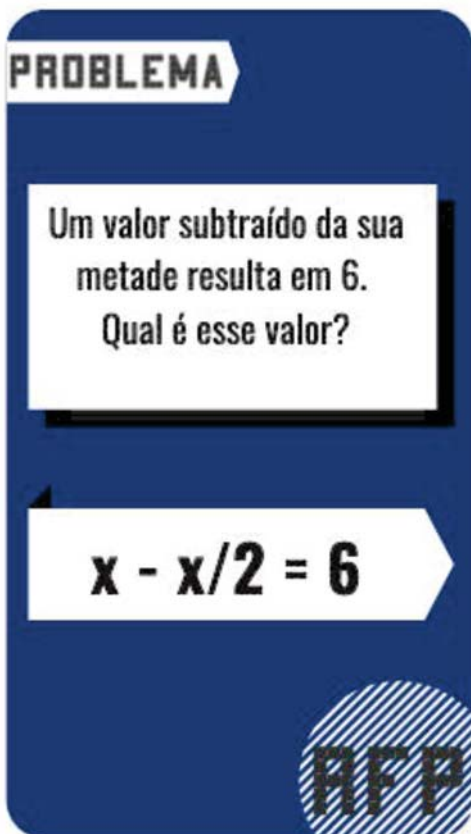 PROBLEMA
Um valor subtraído da sua
metade resulta em 6.
Qual é esse valor?
x - x/2 = 6
AFP